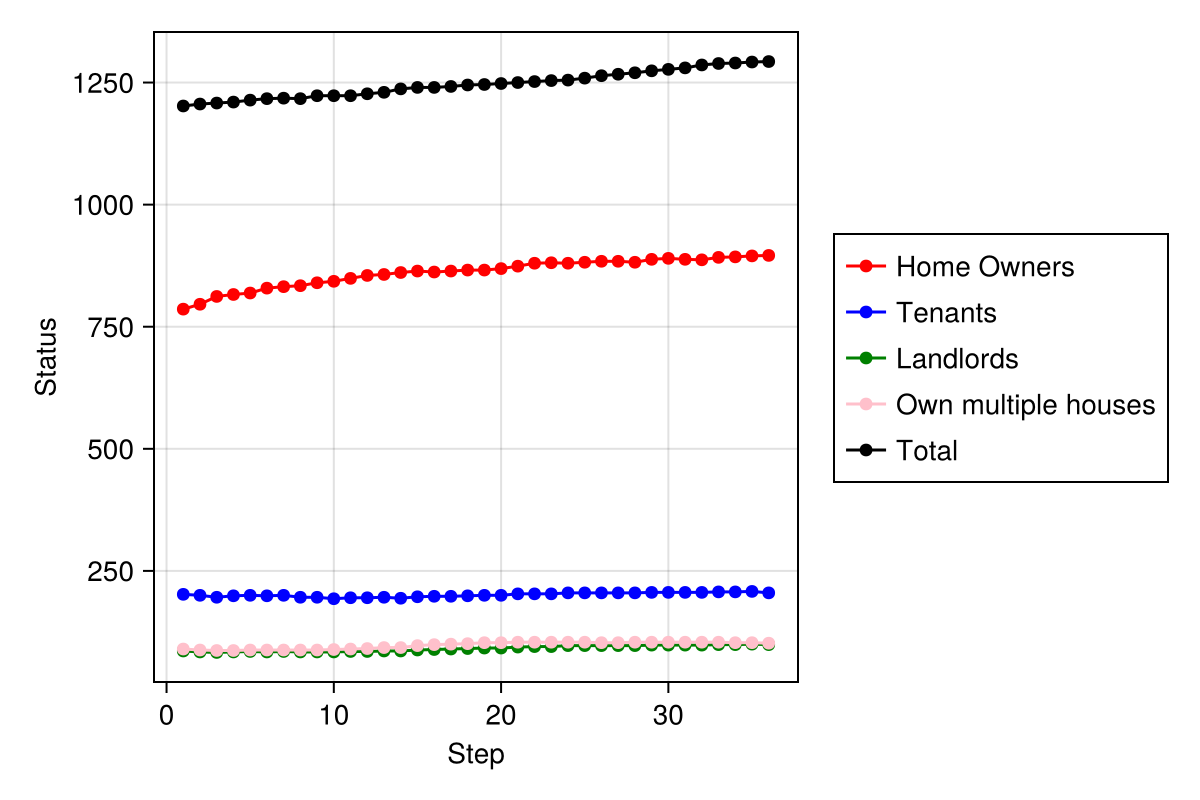 1250
1000
750
500
250
Status
0 10 20 30
Step
Home Owners
Tenants
Landlords
Own multiple houses
Total